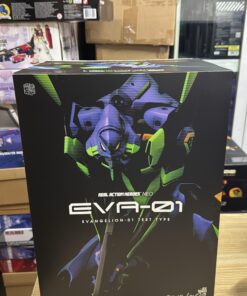 REAL ACTION HEROES NEO
EVA-01
EVANGELION-01 TEST TYPE